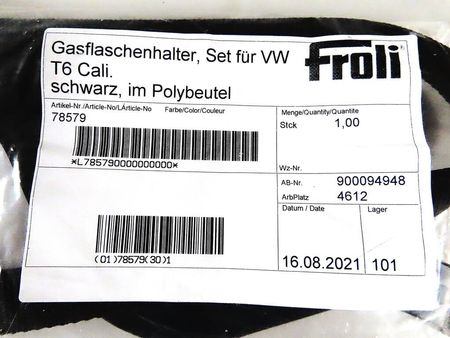 Gasflaschenhalter, Set für VW
T6 Cali.
schwarz, im Polybeutel
froli
Artikel-Nr./Article-No/LArticle-No Farbe/Color/Couleur
78579
*L785790000000000*
Menge/Quantity/Quantite
Stck 1,00
Wz-Nr.
AB-Nr. 900094948
ArbPlatz 4612
Datum / Date Lager
16.08.2021 101
(01)78579(30)1